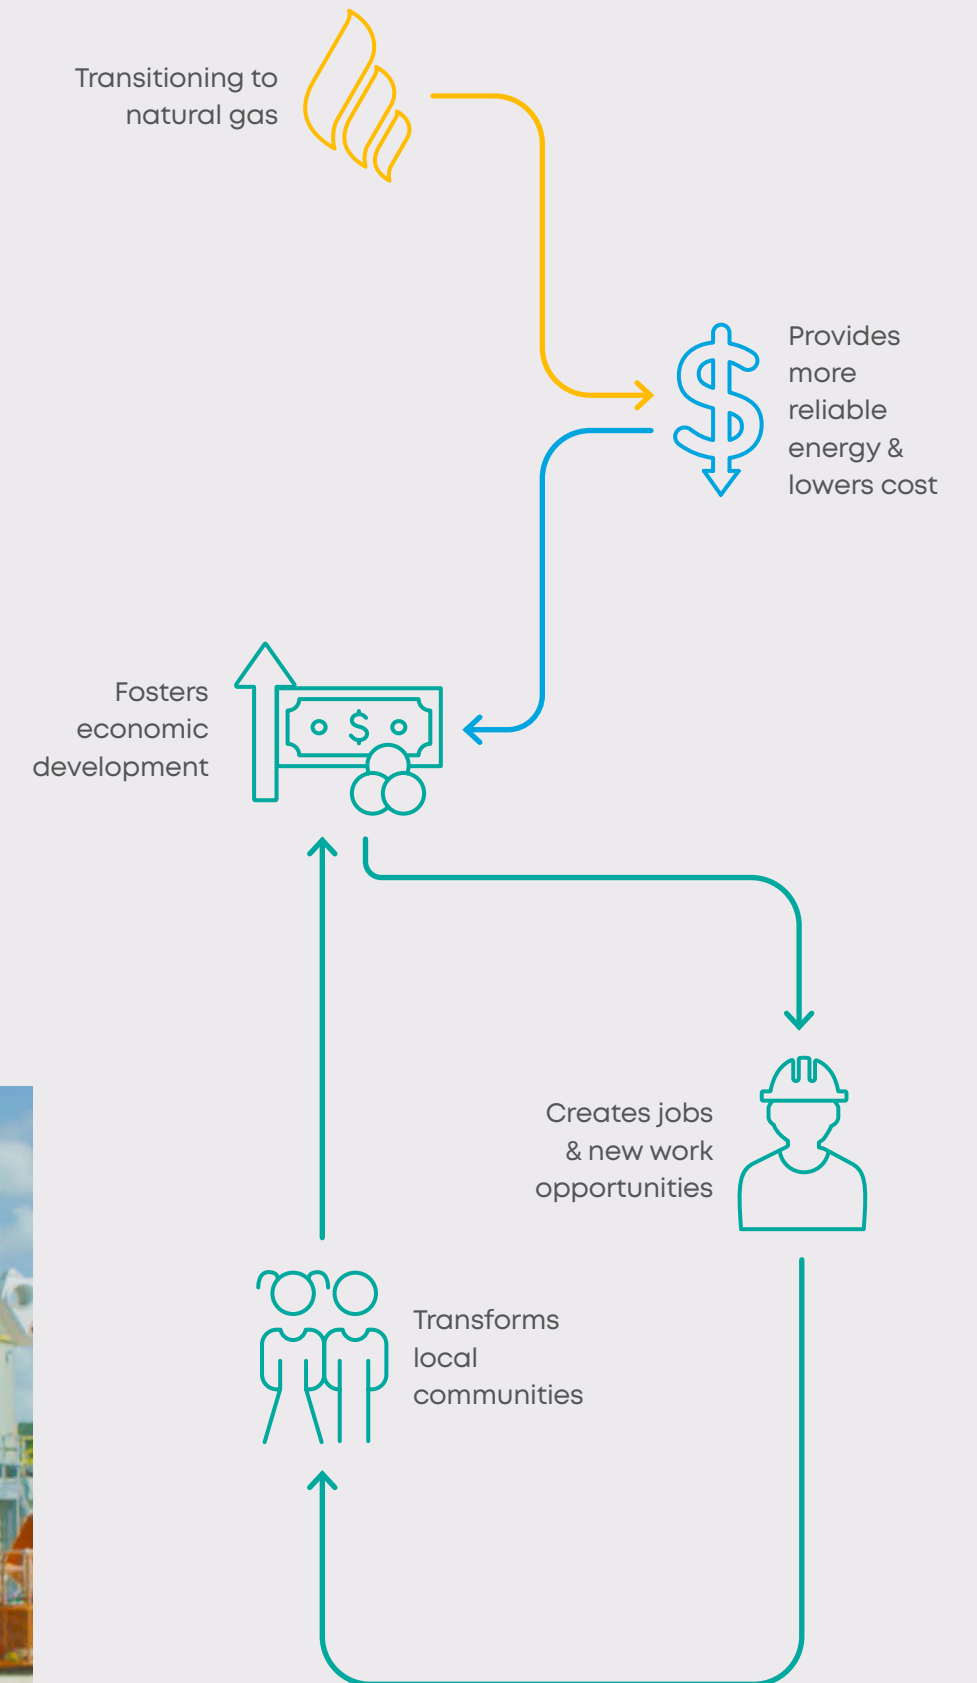 Transitioning to
natural gas
Provides
more
reliable
energy &
lowers cost
Fosters
economic
development
$
Creates jobs
& new work
opportunities
Transforms
local
communities